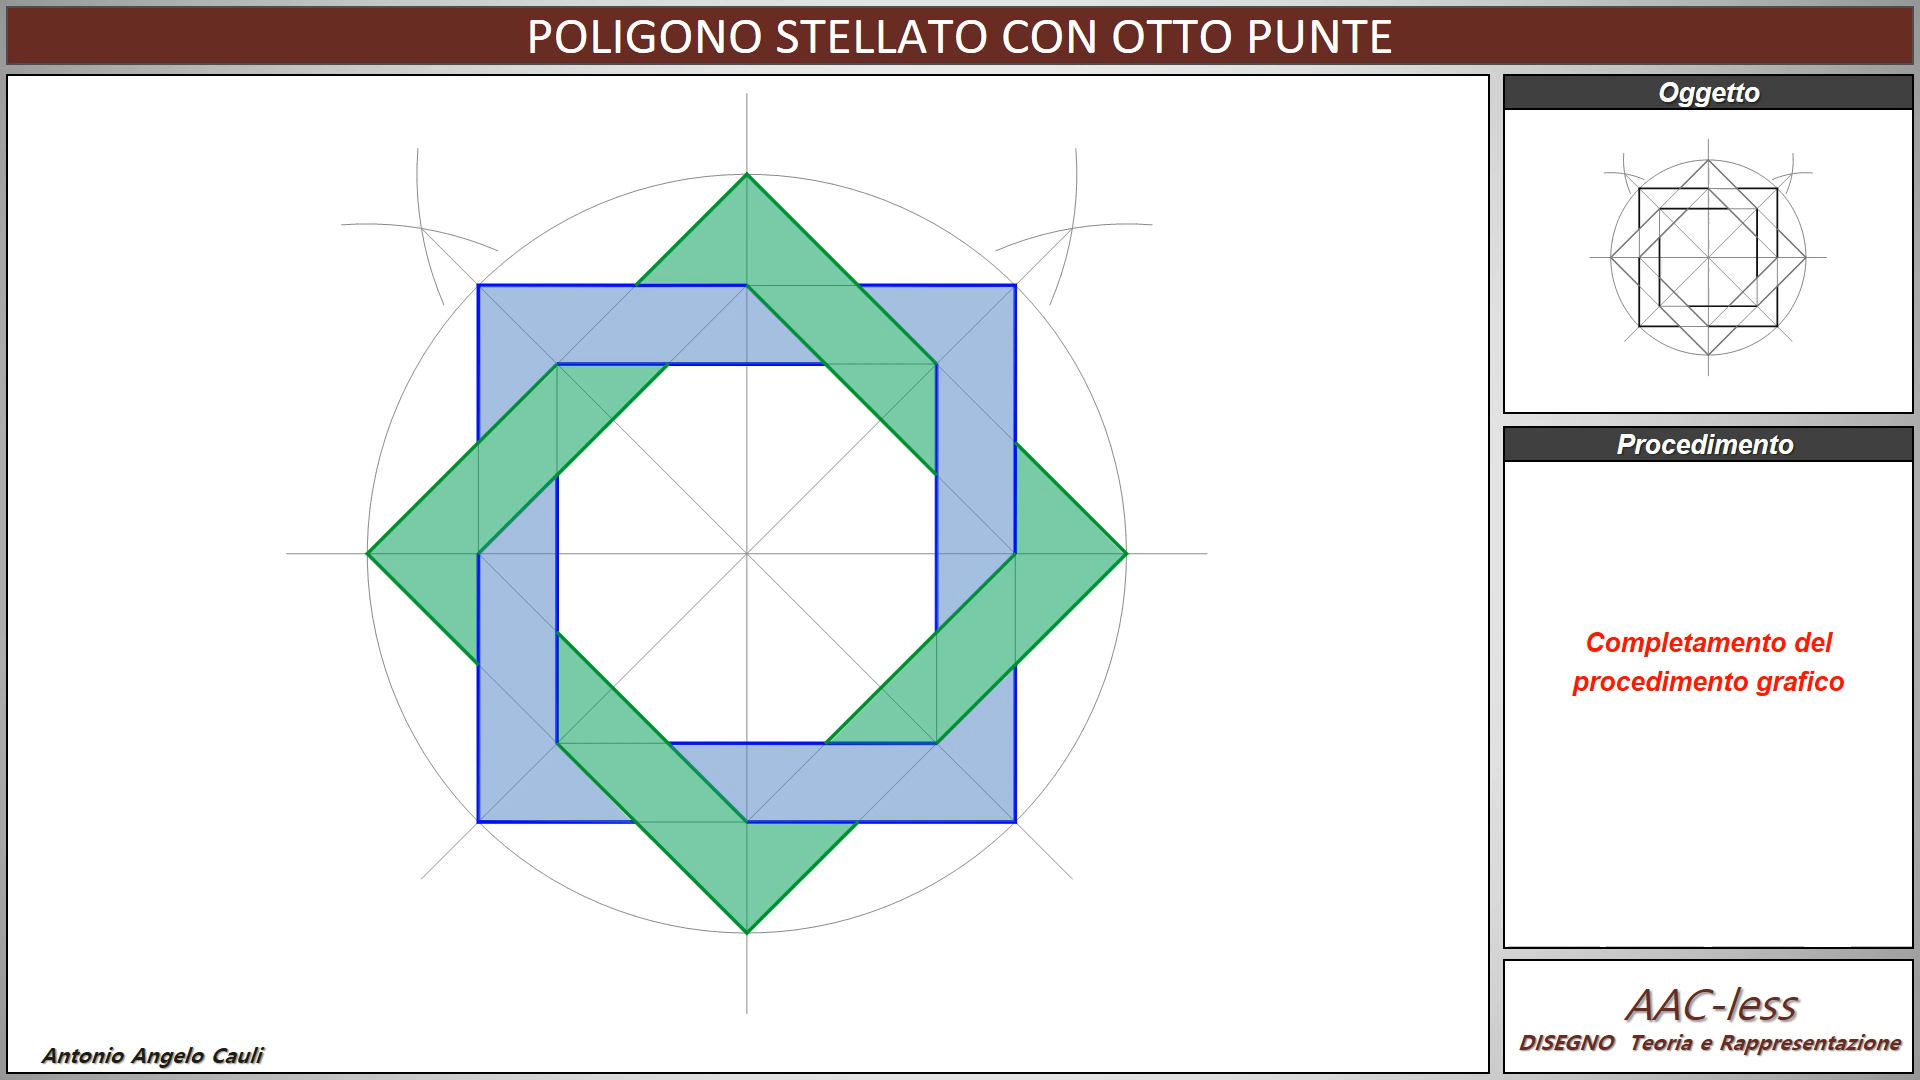 POLIGONO STELLATO CON OTTO PUNTE
Oggetto
Procedimento
Completamento del
procedimento grafico
Antonio Angelo Cauli
AAC-less
DISEGNO Teoria e Rappresentazione